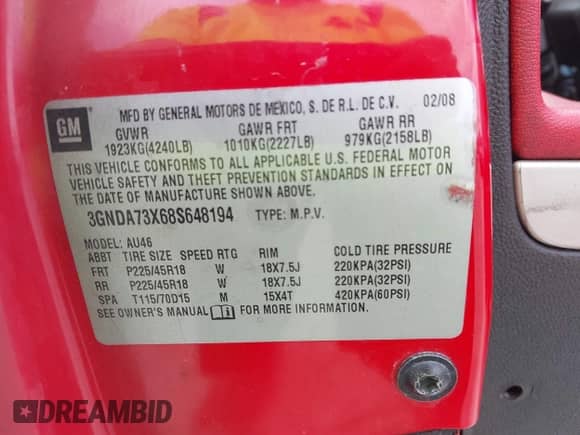 GM
MFD BY GENERAL MOTORS DE MEXICO, S. DE R.L. DE C.V. 02/08
GVWR GAWR FRT GAWR RR
1923KG(4240LB) 1010KG(2227LB) 979KG(2158LB)
THIS VEHICLE CONFORMS TO ALL APPLICABLE U.S. FEDERAL MOTOR
VEHICLE SAFETY AND THEFT PREVENTION STANDARDS IN EFFECT ON
THE DATE OF MANUFACTURE SHOWN ABOVE.
3GNDA73X68S648194 TYPE: M.P.V.
MODEL: AU46
ABBT TIRE SIZE SPEED RTG RIM COLD TIRE PRESSURE
FRT P225/45R18 W 18X7.5J 220KPA(32PSI)
RR P225/45R18 W 18X7.5J 220KPA(32PSI)
SPA T115/70D15 M 15X4T 420KPA(60PSI)
SEE OWNER'S MANUAL FOR MORE INFORMATION.
DREAMBID